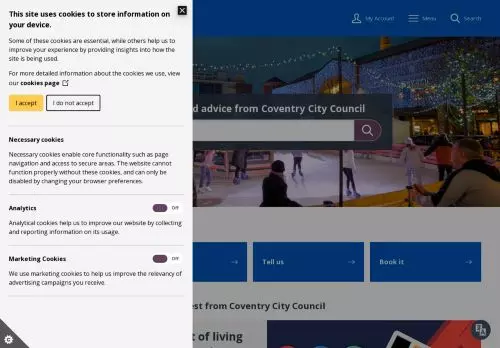 This site uses cookies to store information on
your device.
Some of these cookies are essential, while others help us to
improve your experience by providing insights into how the
site is being used.
For more detailed information about the cookies we use, view
our cookies page
I accept
I do not accept
Necessary cookies
Necessary cookies enable core functionality such as page
navigation and access to secure areas. The website cannot
function properly without these cookies, and can only be
disabled by changing your browser preferences.
Analytics
Off
Analytical cookies help us to improve our website by collecting
and reporting information on its usage.
Marketing Cookies
Off
We use marketing cookies to help us improve the relevancy of
advertising campaigns you receive.
My Account
Menu
Search
d advice from Coventry City Council
Tell us
Book it
est from Coventry City Council
t of living